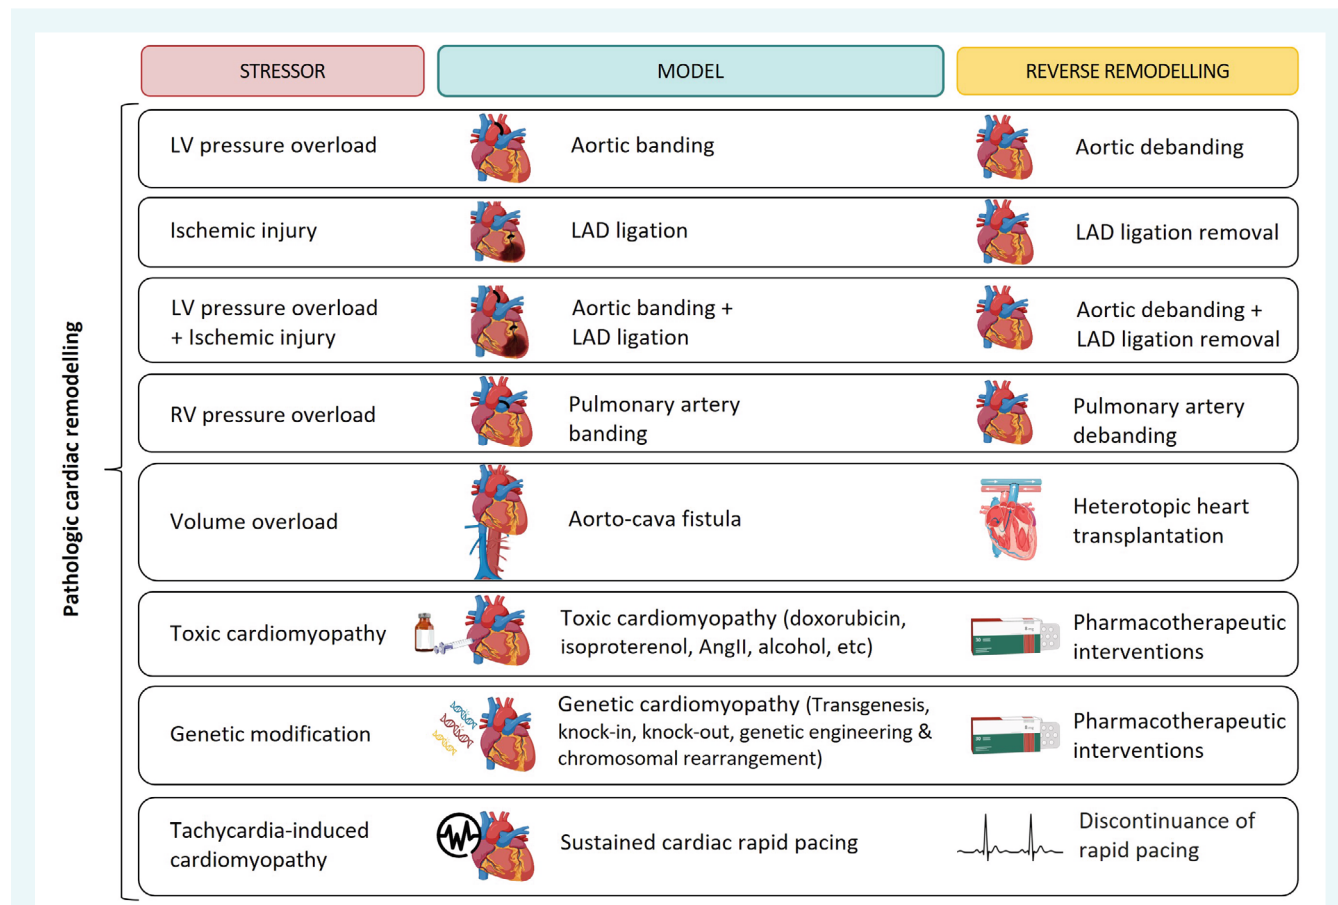 STRESSOR
MODEL
REVERSE REMODELLING
Pathologic cardiac remodelling
LV pressure overload
Aortic banding
Aortic debanding
Ischemic injury
LAD ligation
LAD ligation removal
LV pressure overload
+ Ischemic injury
Aortic banding +
LAD ligation
Aortic debanding +
LAD ligation removal
RV pressure overload
Pulmonary artery
banding
Pulmonary artery
debanding
Volume overload
Aorto-cava fistula
Heterotopic heart
transplantation
Toxic cardiomyopathy
Toxic cardiomyopathy (doxorubicin,
isoproterenol, AngII, alcohol, etc)
Pharmacotherapeutic
interventions
Genetic modification
Genetic cardiomyopathy (Transgenesis,
knock-in, knock-out, genetic engineering &
chromosomal rearrangement)
Pharmacotherapeutic
interventions
Tachycardia-induced
cardiomyopathy
Sustained cardiac rapid pacing
Discontinuance of
rapid pacing